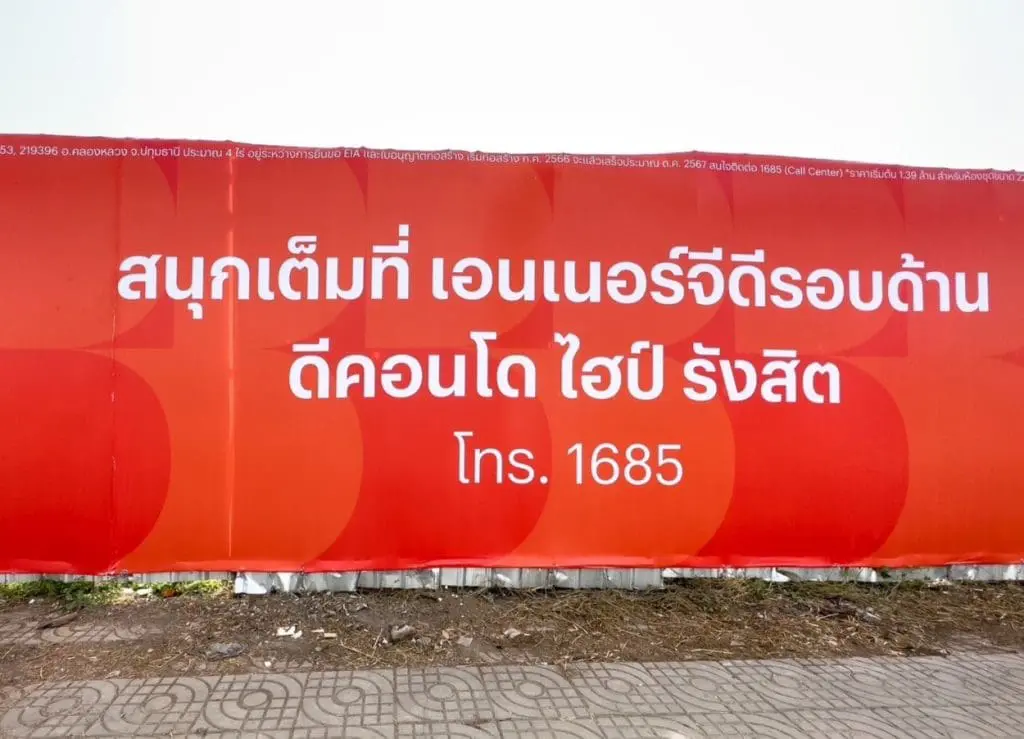 53, 219396 อ.คลองหลวง จ.ปทุมธานี ประมาณ 4 ไร่ อยู่ระหว่างการยื่นขอ EIA และใบอนุญาตก่อสร้าง เริ่มก่อสร้าง ก.ค. 2566 จะแล้วเสร็จประมาณ ต.ค. 2567 สนใจติดต่อ 1685 (Call Center) *ราคาเริ่มต้น 1.39 ล้าน สำหรับห้องชุดขนาด
สนุกเต็มที่ เอนเนอร์จีดีรอบด้าน
ดีคอนโด ไฮป์ รังสิต
โทร. 1685